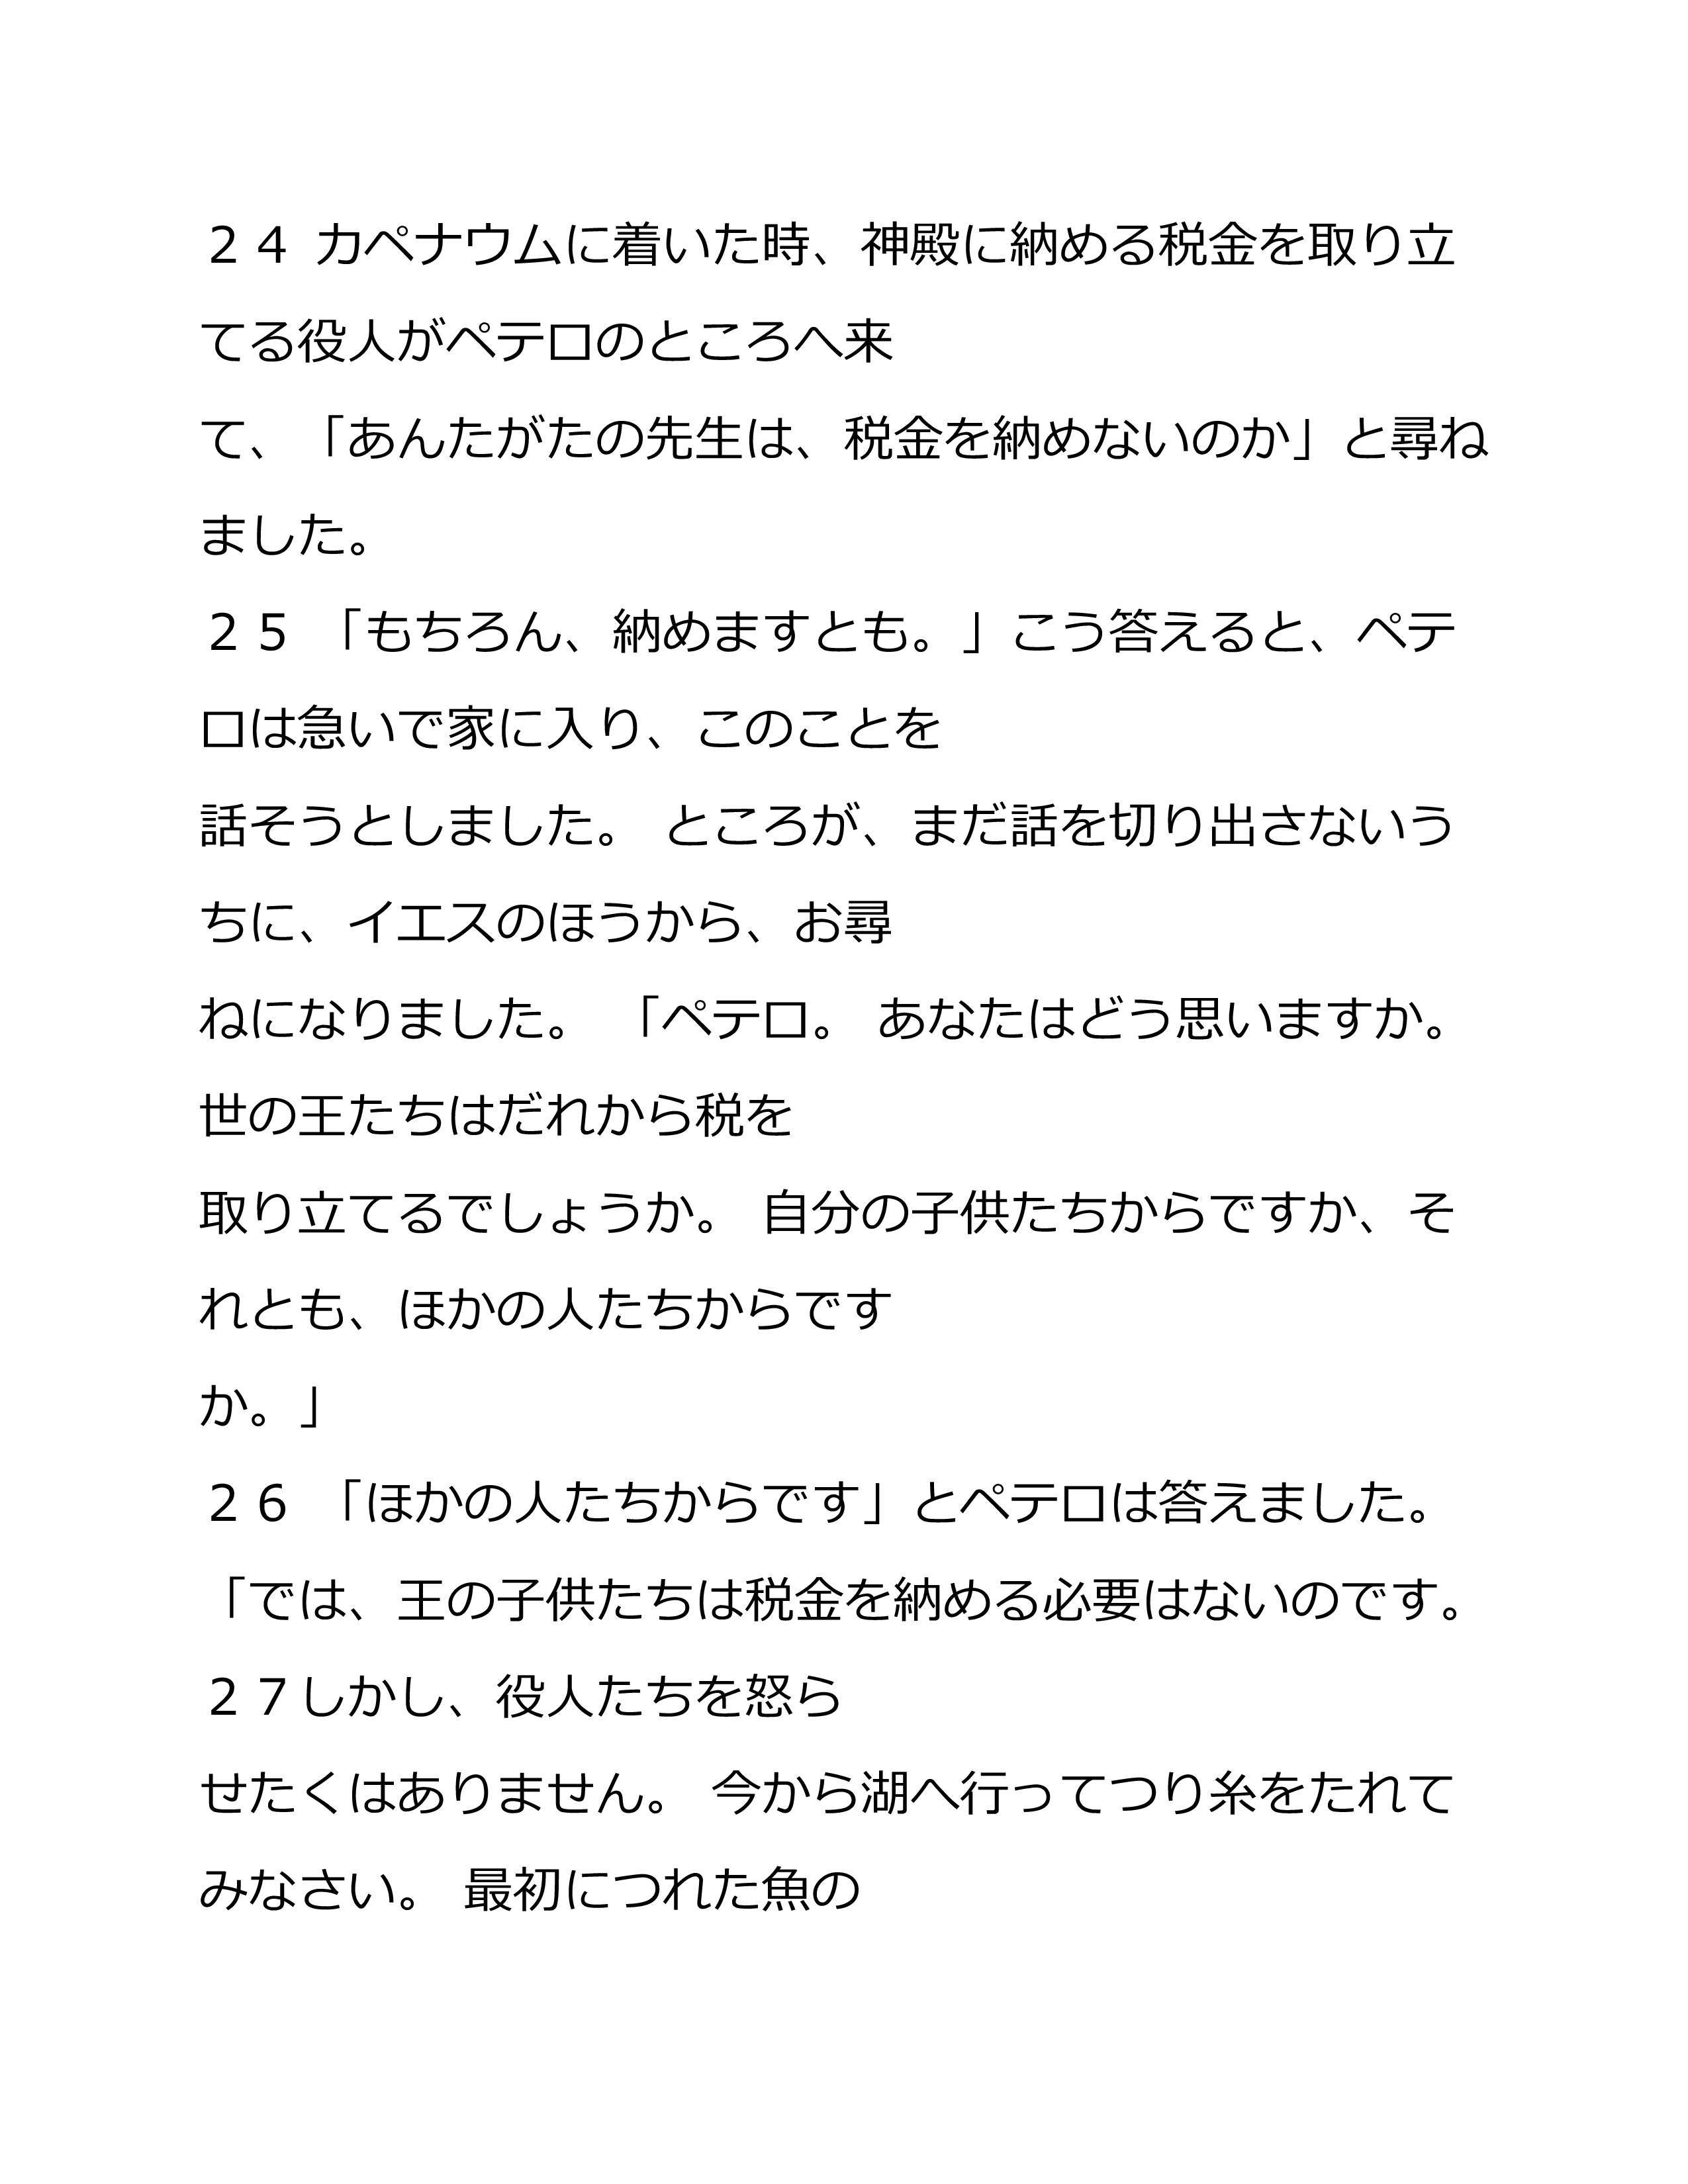 ２４ カペナウムに着いた時、神殿に納める税金を取り立
てる役人がペテロのところへ来
て、「あんたがたの先生は、税金を納めないのか」と尋ね
ました。
２５ 「もちろん、納めますとも。」こう答えると、ペテ
ロは急いで家に入り、このことを
話そうとしました。 ところが、まだ話を切り出さないう
ちに、イエスのほうから、お尋
ねになりました。 「ペテロ。 あなたはどう思いますか。
世の王たちはだれから税を
取り立てるでしょうか。 自分の子供たちからですか、そ
れとも、ほかの人たちからです
か。」
２６ 「ほかの人たちからです」とペテロは答えました。
「では、王の子供たちは税金を納める必要はないのです。
２７しかし、役人たちを怒ら
せたくはありません。 今から湖へ行ってつり糸をたれて
みなさい。 最初につれた魚の